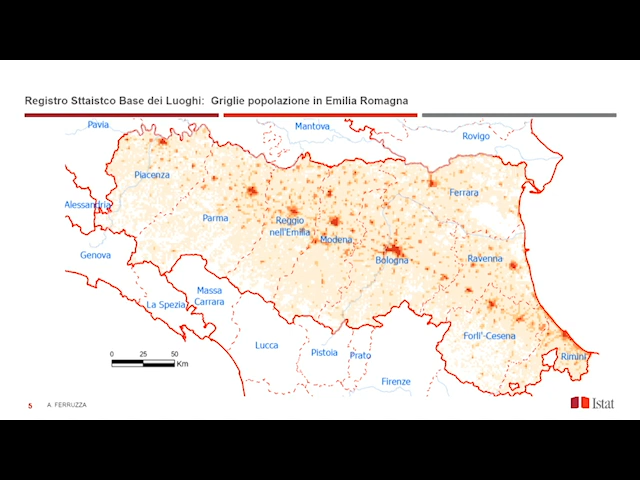 Registro Sttaistco Base dei Luoghi: Griglie popolazione in Emilia Romagna
Pavia
Mantova
Rovigo
Piacenza
Ferrara
Alessandria
Parma
Reggio
nell'Emilia
Modena
Genova
Bologna
Ravenna
Massa
Carrara
La Spezia
Forlì'-Cesena
Lucca
Pistoia
Prato
Rimini
Firenze
0 25 50
Km
5 A. FERRUZZA
Istat